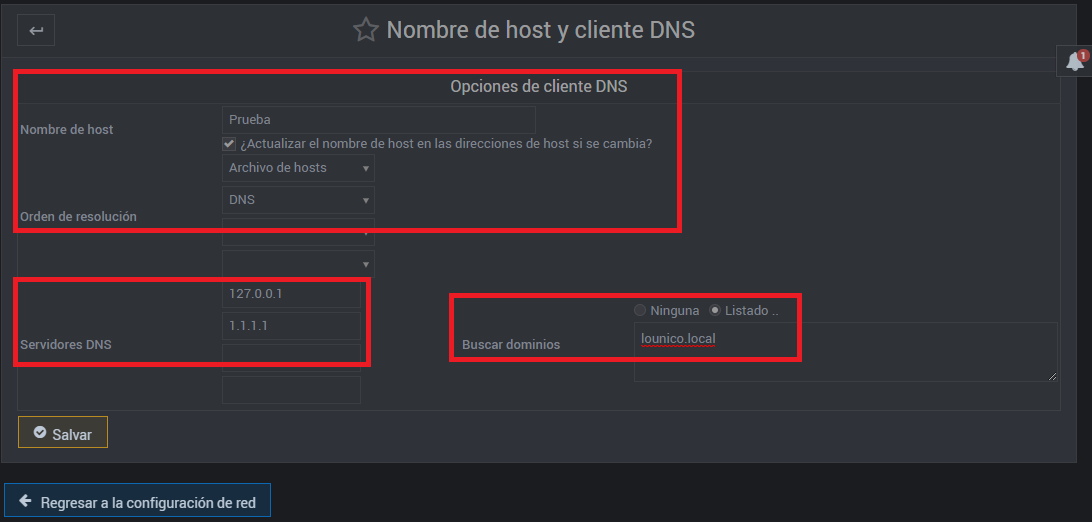 Nombre de host y cliente DNS
1
Opciones de cliente DNS
Nombre de host
Prueba
¿Actualizar el nombre de host en las direcciones de host si se cambia?
Orden de resolución
Archivo de hosts
DNS
Servidores DNS
127.0.0.1
1.1.1.1
Buscar dominios
Ninguna Listado ..
lounico.local
Salvar
Regresar a la configuración de red